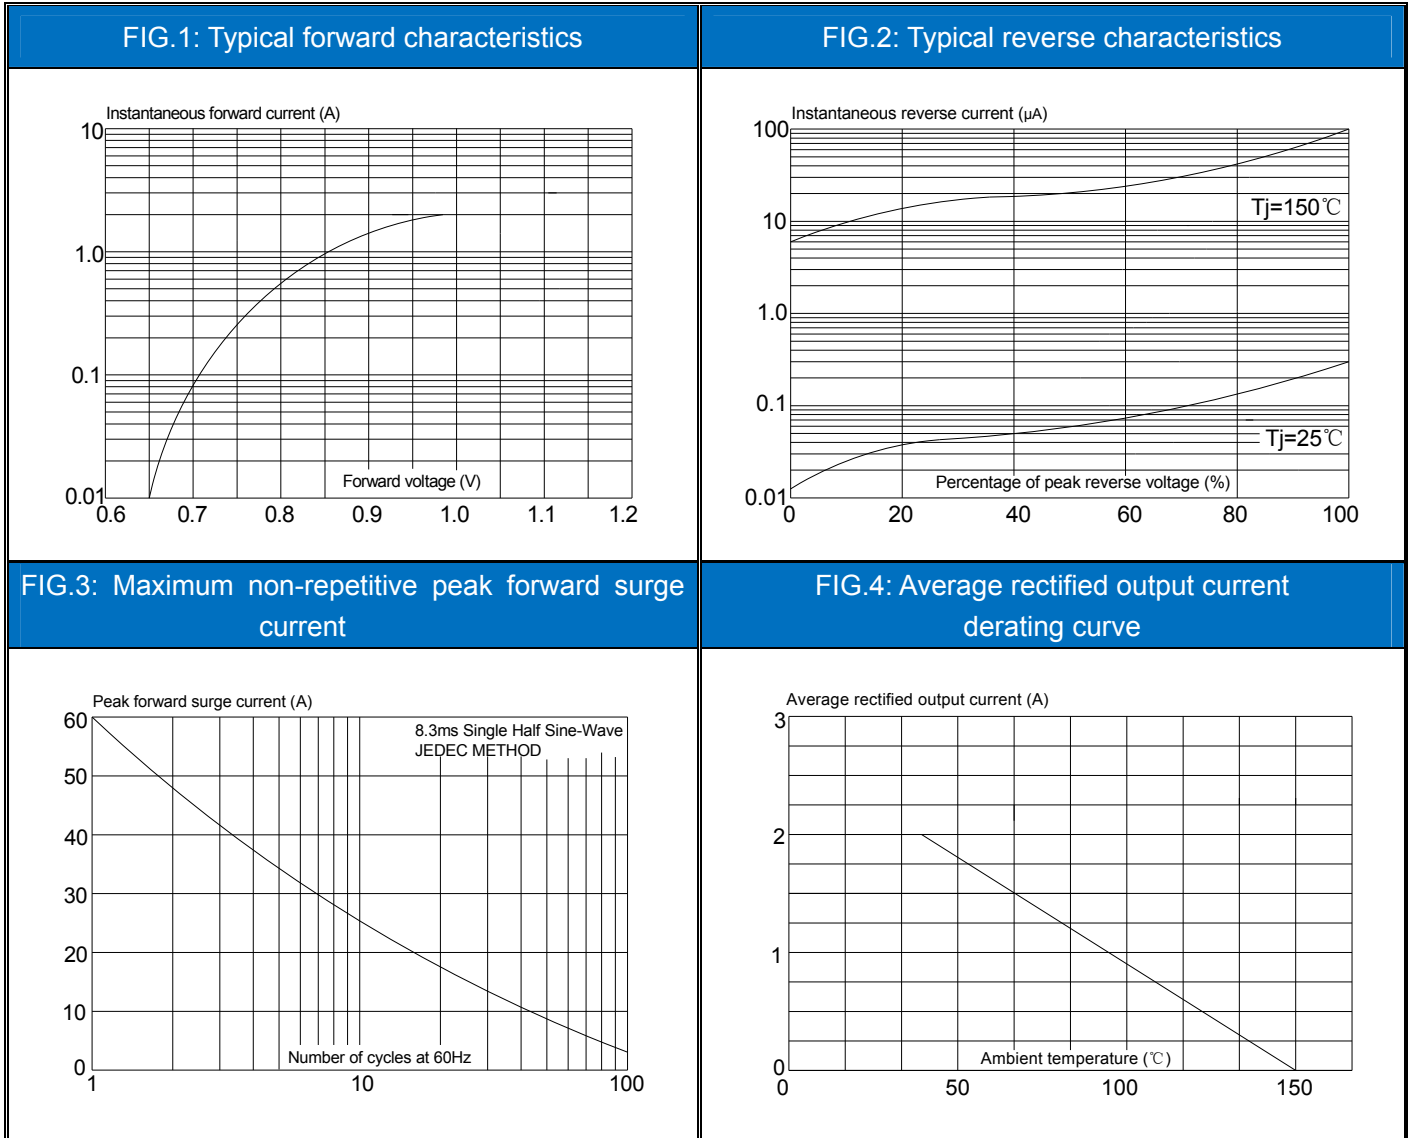 FIG.1: Typical forward characteristics
Instantaneous forward current (A)
10
1.0
0.1
0.01
Forward voltage (V)
0.6 0.7 0.8 0.9 1.0 1.1 1.2
FIG.2: Typical reverse characteristics
Instantaneous reverse current (μA)
100
Tj=150℃
10
1.0
0.1
Tj=25℃
0.01
Percentage of peak reverse voltage (%)
0 20 40 60 80 100
FIG.3: Maximum non-repetitive peak forward surge
current
Peak forward surge current (A)
60
8.3ms Single Half Sine-Wave
JEDEC METHOD
50
40
30
20
10
0
Number of cycles at 60Hz
1 10 100
FIG.4: Average rectified output current
derating curve
Average rectified output current (A)
3
2
1
0
Ambient temperature (℃)
0 50 100 150